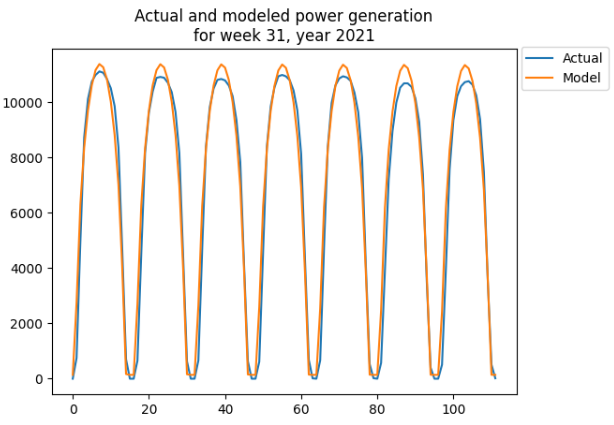 Actual and modeled power generation
for week 31, year 2021
Actual
Model
10000
8000
6000
4000
2000
0
0 20 40 60 80 100